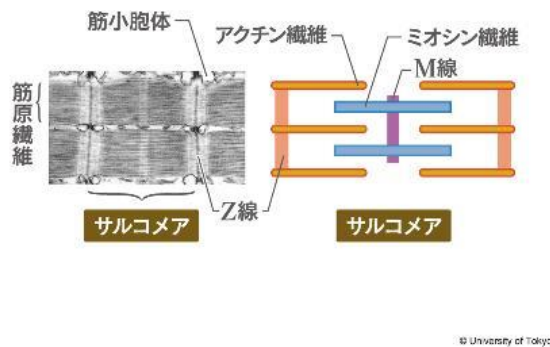 筋小胞体
アクチン繊維
ミオシン繊維
M線
筋原繊維
Z線
サルコメア
サルコメア
© University of Tokyo